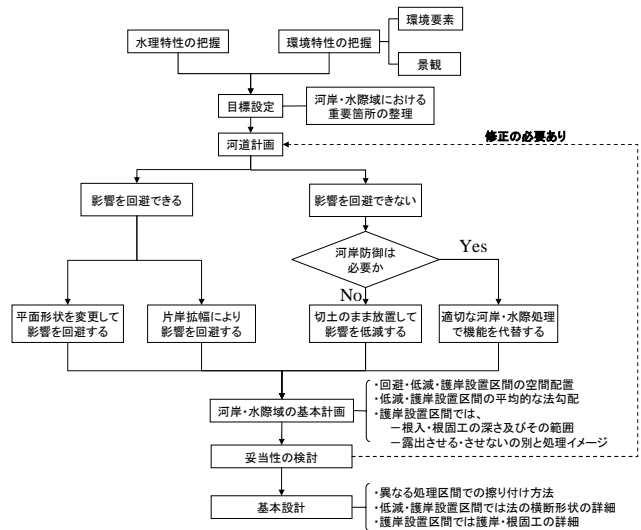 環境要素
水理特性の把握
環境特性の把握
景観
目標設定
河岸・水際域における
重要箇所の整理
修正の必要あり
河道計画
影響を回避できる
影響を回避できない
河岸防御は
必要か
Yes
No
平面形状を変更して
影響を回避する
片岸拡幅により
影響を回避する
切土のまま放置して
影響を低減する
適切な河岸・水際処理
で機能を代替する
河岸・水際域の基本計画
・回避・低減・護岸設置区間の空間配置
・低減・護岸設置区間の平均的な法勾配
・護岸設置区間では、
－根入・根固工の深さ及びその範囲
－露出させる・させないの別と処理イメージ
妥当性の検討
基本設計
・異なる処理区間での擦り付け方法
・低減・護岸設置区間では法の横断形状の詳細
・護岸設置区間では護岸・根固工の詳細